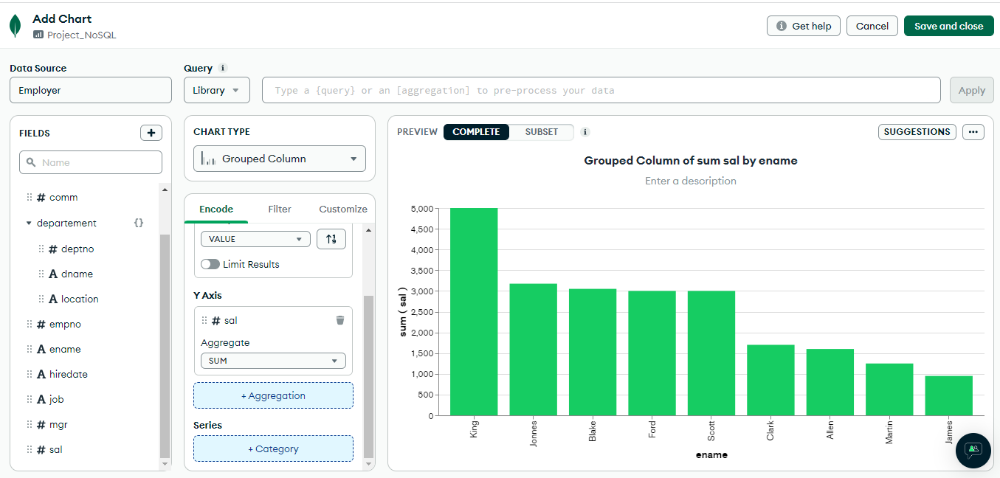 Add Chart
Project_NoSQL
Get help
Cancel
Save and close
Data Source
Employer
Query
Library
Type a {query} or an [aggregation] to pre-process your data
Apply
FIELDS
+
Name
# comm
departement {}
# deptno
A dname
A location
# empno
A ename
A hiredate
A job
# mgr
# sal
CHART TYPE
Grouped Column
Encode
Filter
Customize
VALUE
Limit Results
Y Axis
# sal
Aggregate
SUM
+ Aggregation
Series
+ Category
PREVIEW
COMPLETE
SUBSET
SUGGESTIONS
...
Grouped Column of sum sal by ename
Enter a description
sum ( sal )
5,000
4,500
4,000
3,500
3,000
2,500
2,000
1,500
1,000
500
0
King
Jonnes
Blake
Ford
Scott
Clark
Allen
Martin
James
ename